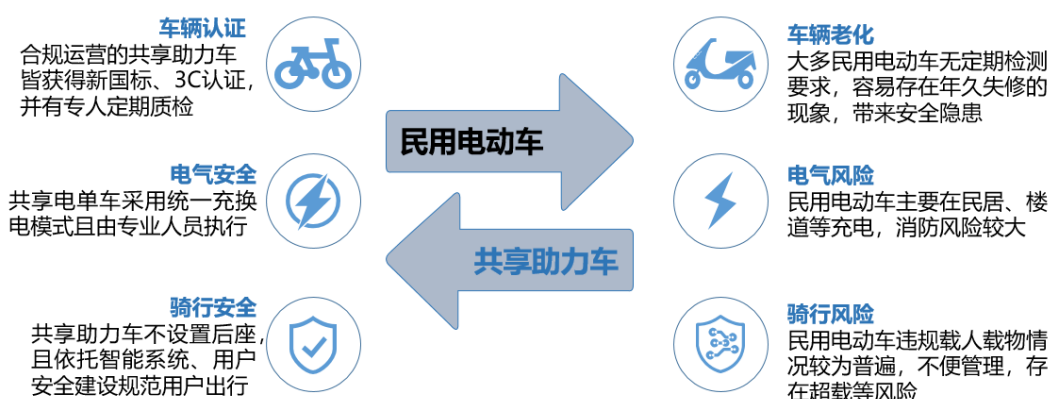 车辆认证
合规运营的共享助力车
皆获得新国标、3C认证，
并有专人定期质检
电气安全
共享电单车采用统一充换
电模式且由专业人员执行
骑行安全
共享助力车不设置后座，
且依托智能系统、用户
安全建设规范用户出行
民用电动车
共享助力车
车辆老化
大多民用电动车无定期检测
要求，容易存在年久失修的
现象，带来安全隐患
电气风险
民用电动车主要在民居、楼
道等充电，消防风险较大
骑行风险
民用电动车违规载人载物情
况较为普遍，不便管理，存
在超载等风险